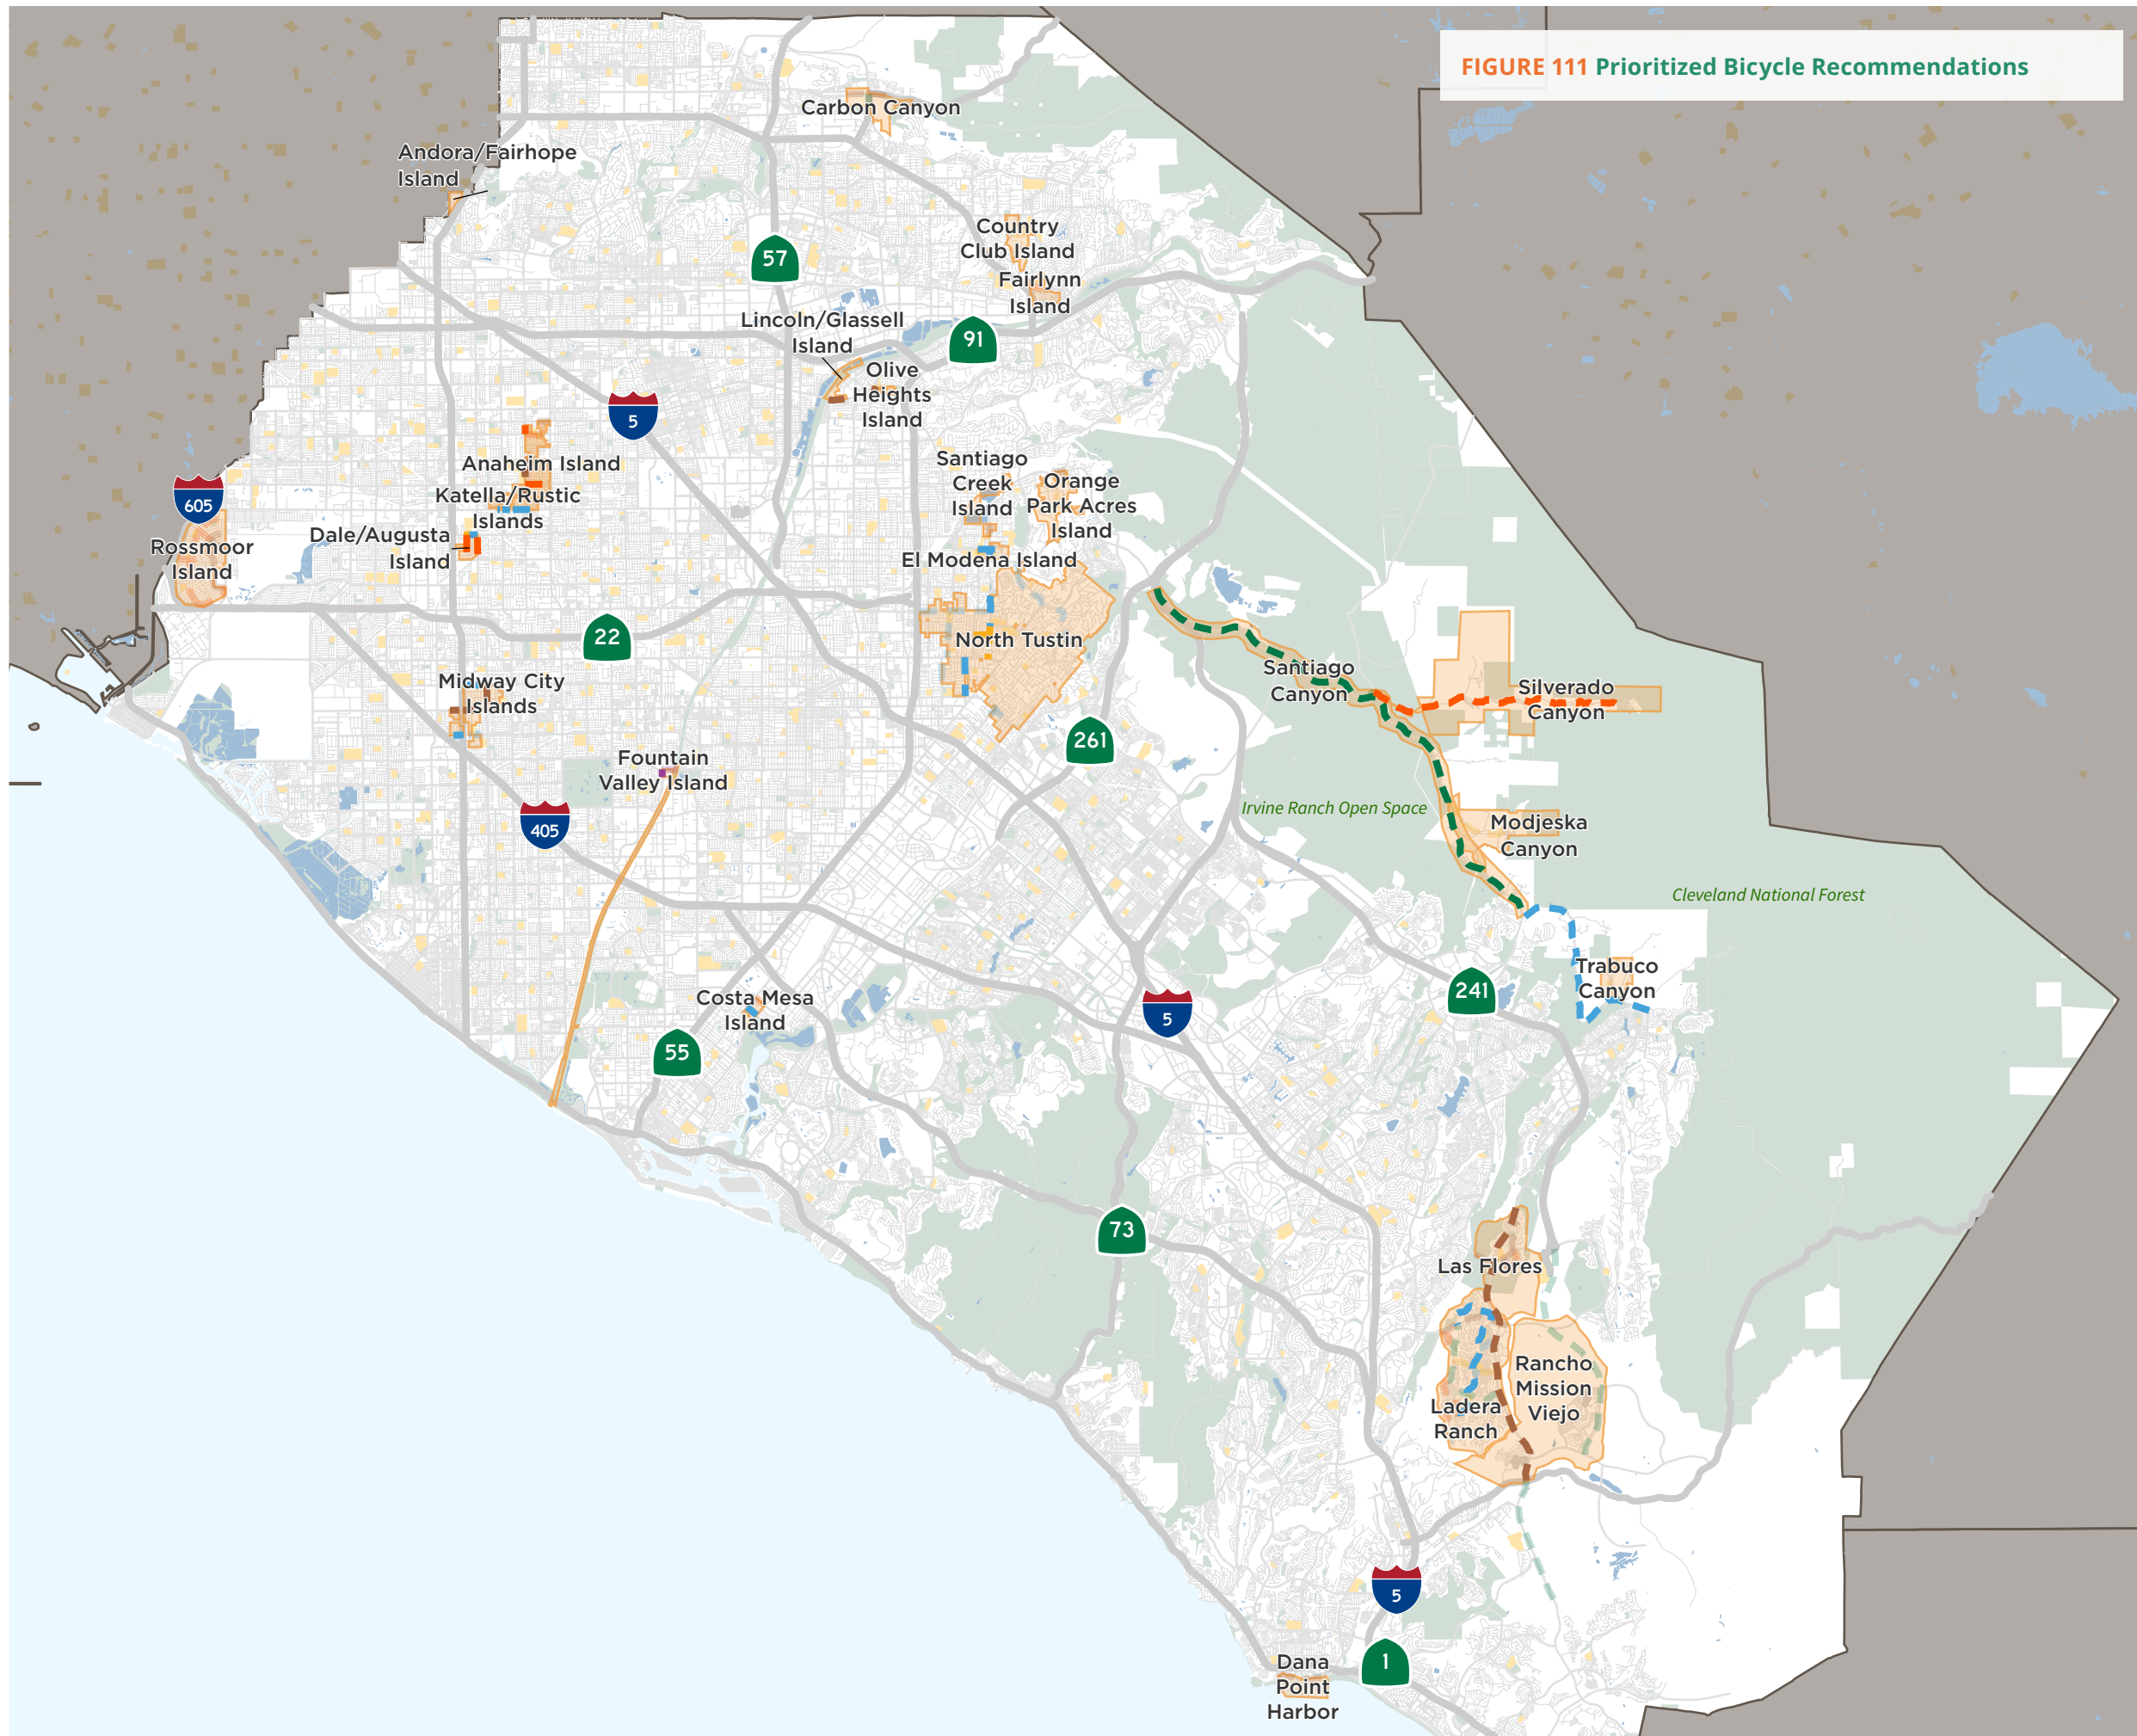 FIGURE 111 Prioritized Bicycle Recommendations
Carbon Canyon
Andora/Fairhope
Island
Country
Club Island
57
Fairlynn
Island
Lincoln/Glassell
Island
91
Olive
Heights
Island
5
Anaheim Island
Santiago
Creek
Island
Orange
Park Acres
Island
605
Katella/Rustic
Islands
Dale/Augusta
Island
Rossmoor
Island
El Modena Island
22
North Tustin
Santiago
Canyon
Silverado
Canyon
Midway City
Islands
261
Fountain
Valley Island
405
Irvine Ranch Open Space
Modjeska
Canyon
Cleveland National Forest
Trabuco
Canyon
241
Costa Mesa
Island
5
55
73
Las Flores
Rancho
Mission
Viejo
Ladera
Ranch
5
1
Dana
Point
Harbor